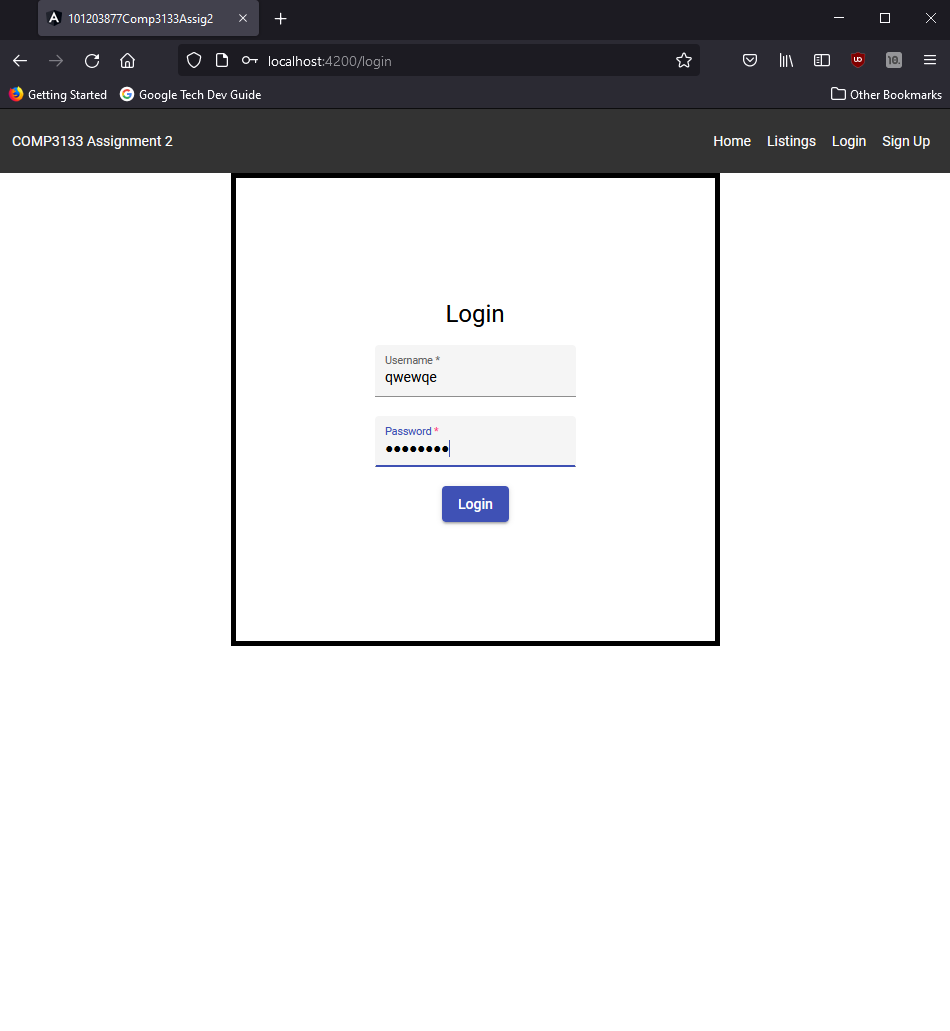 101203877Comp3133Assig2
localhost:4200/login
Getting Started Google Tech Dev Guide Other Bookmarks
COMP3133 Assignment 2 Home Listings Login Sign Up
Login
Username *
qwewqe
Password *
••••••••
Login